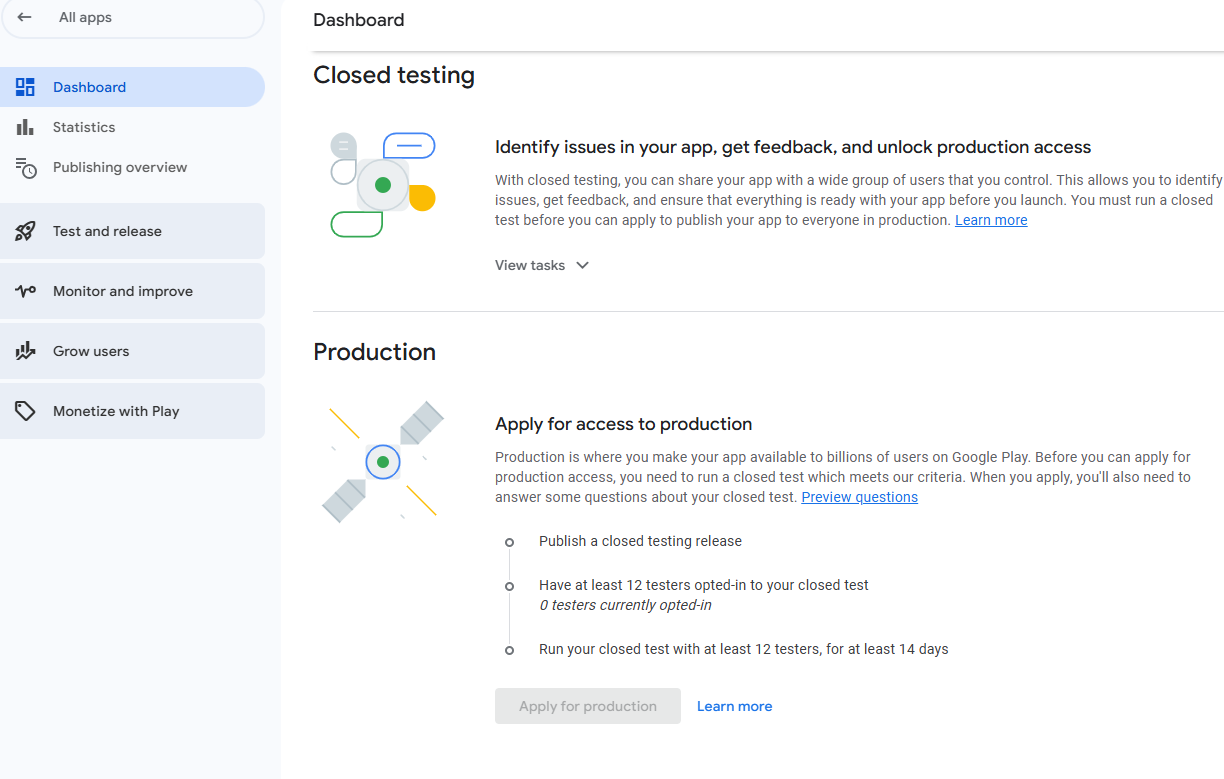 All apps
Dashboard
Statistics
Publishing overview
Test and release
Monitor and improve
Grow users
Monetize with Play
Dashboard
Closed testing
Identify issues in your app, get feedback, and unlock production access
With closed testing, you can share your app with a wide group of users that you control. This allows you to identify
issues, get feedback, and ensure that everything is ready with your app before you launch. You must run a closed
test before you can apply to publish your app to everyone in production. Learn more
View tasks
Production
Apply for access to production
Production is where you make your app available to billions of users on Google Play. Before you can apply for
production access, you need to run a closed test which meets our criteria. When you apply, you'll also need to
answer some questions about your closed test. Preview questions
Publish a closed testing release
Have at least 12 testers opted-in to your closed test
0 testers currently opted-in
Run your closed test with at least 12 testers, for at least 14 days
Apply for production
Learn more